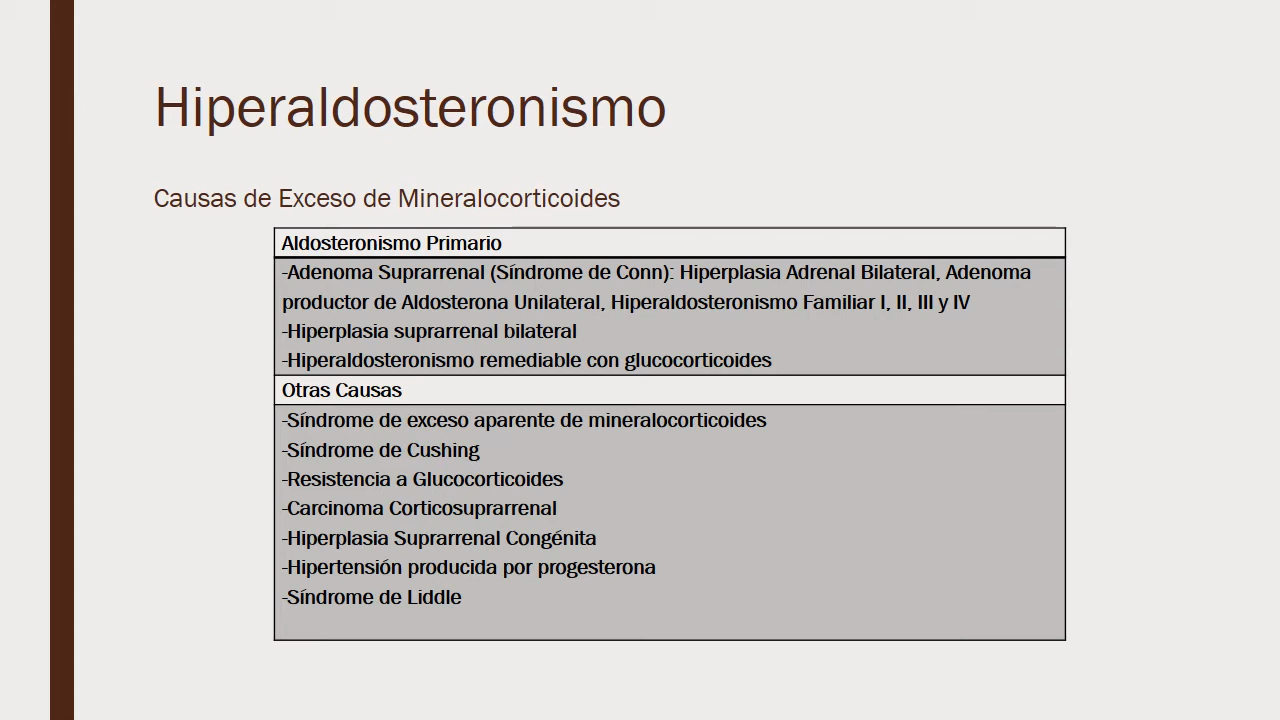 Hiperaldosteronismo
Causas de Exceso de Mineralocorticoides
Aldosteronismo Primario
-Adenoma Suprarrenal (Síndrome de Conn): Hiperplasia Adrenal Bilateral, Adenoma
productor de Aldosterona Unilateral, Hiperaldosteronismo Familiar I, II, III y IV
-Hiperplasia suprarrenal bilateral
-Hiperaldosteronismo remediable con glucocorticoides
Otras Causas
-Síndrome de exceso aparente de mineralocorticoides
-Síndrome de Cushing
-Resistencia a Glucocorticoides
-Carcinoma Corticosuprarrenal
-Hiperplasia Suprarrenal Congénita
-Hipertensión producida por progesterona
-Síndrome de Liddle